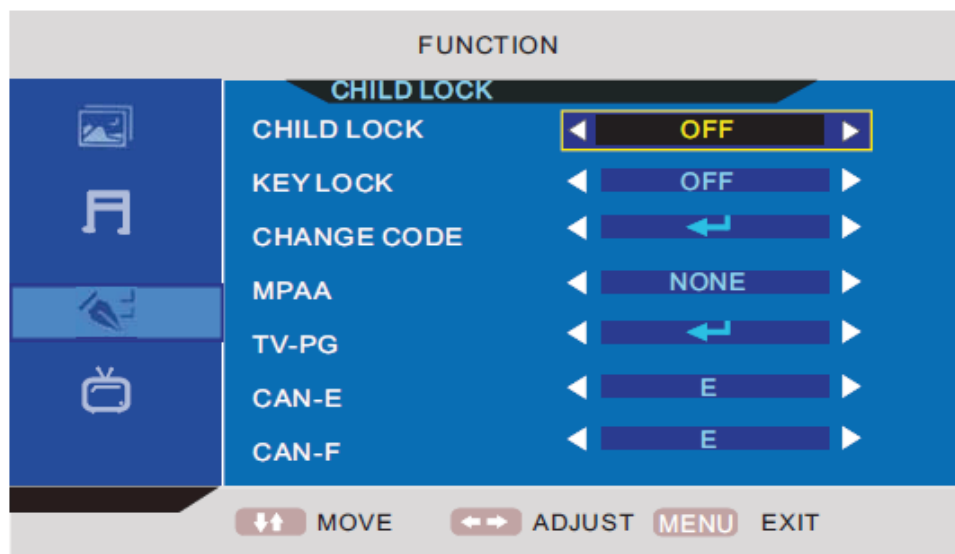 FUNCTION
CHILD LOCK
CHILD LOCK OFF
KEY LOCK OFF
CHANGE CODE
MPAA NONE
TV-PG
CAN-E E
CAN-F E
MOVE ADJUST MENU EXIT